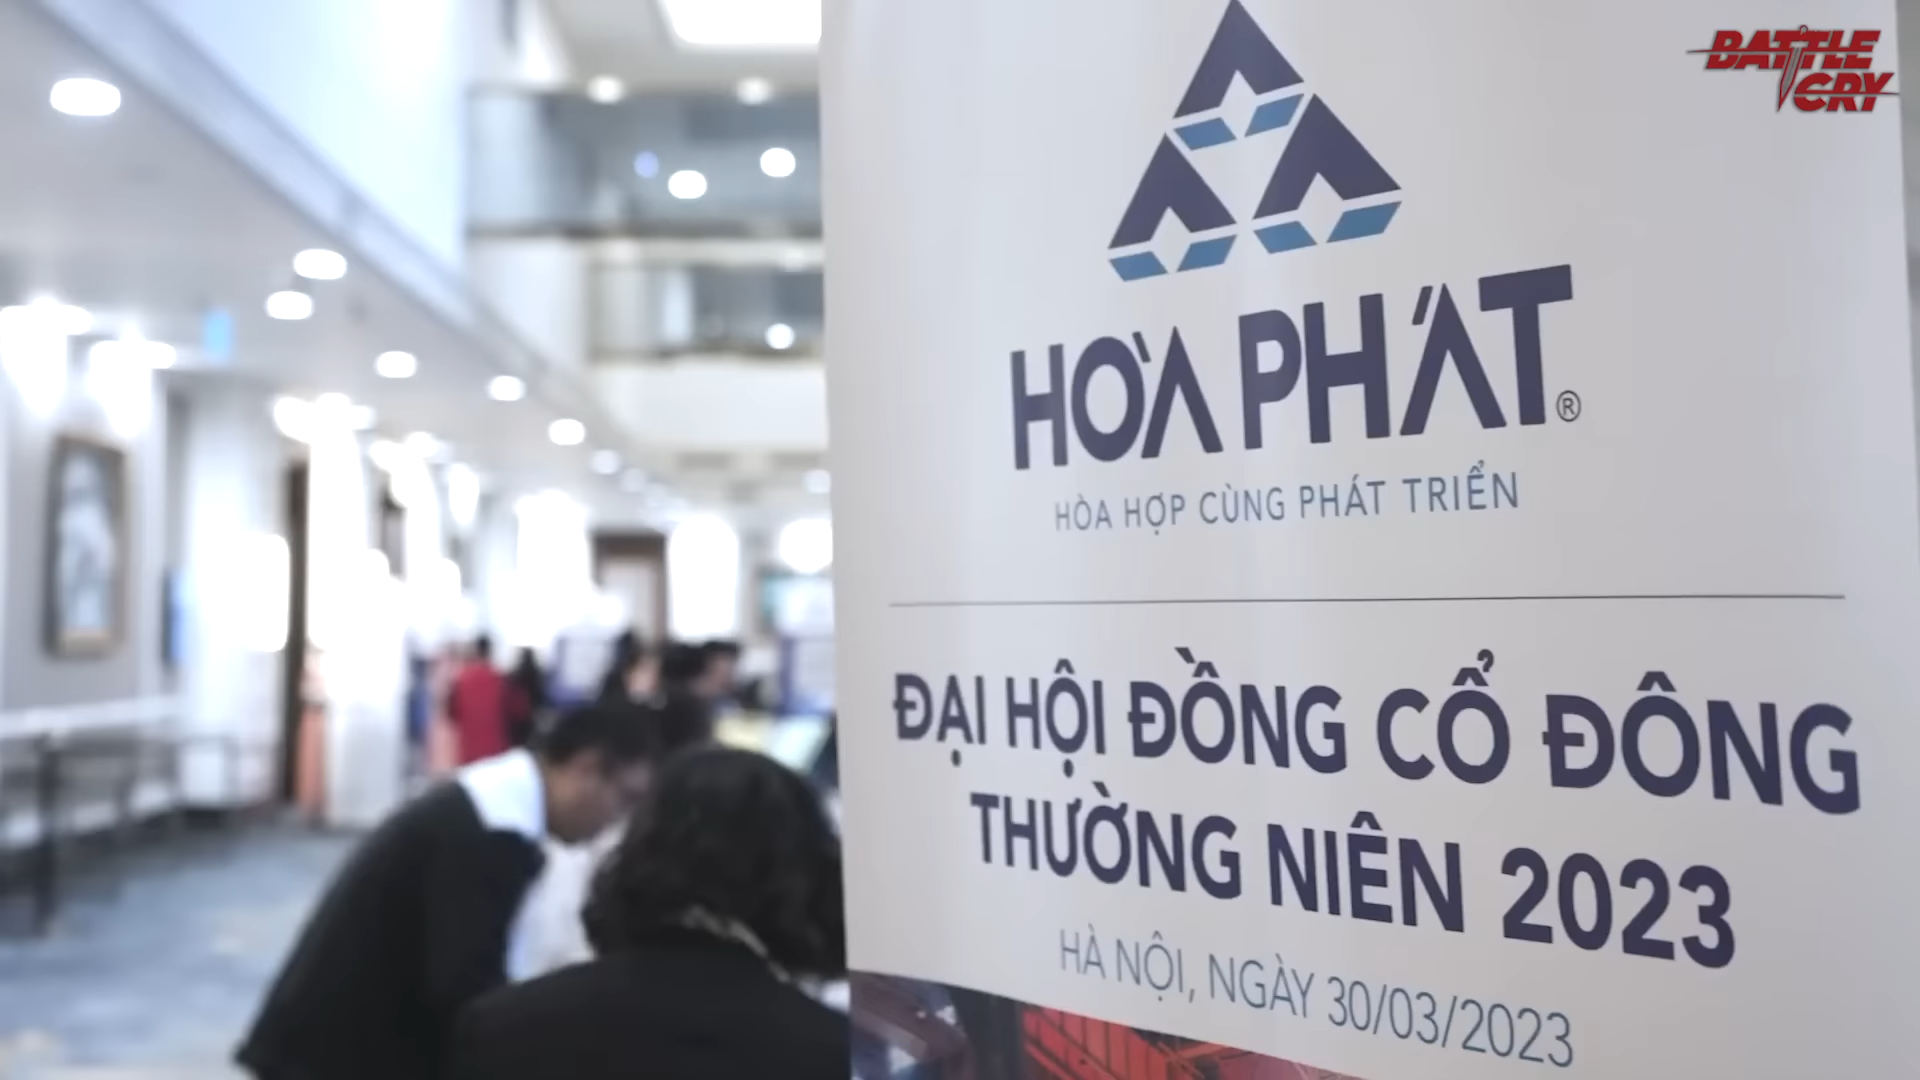 BATTLE
CRY
HÒA PHÁT®
HÒA HỢP CÙNG PHÁT TRIỂN
ĐẠI HỘI ĐỒNG CỔ ĐÔNG
THƯỜNG NIÊN 2023
HÀ NỘI, NGÀY 30/03/2023